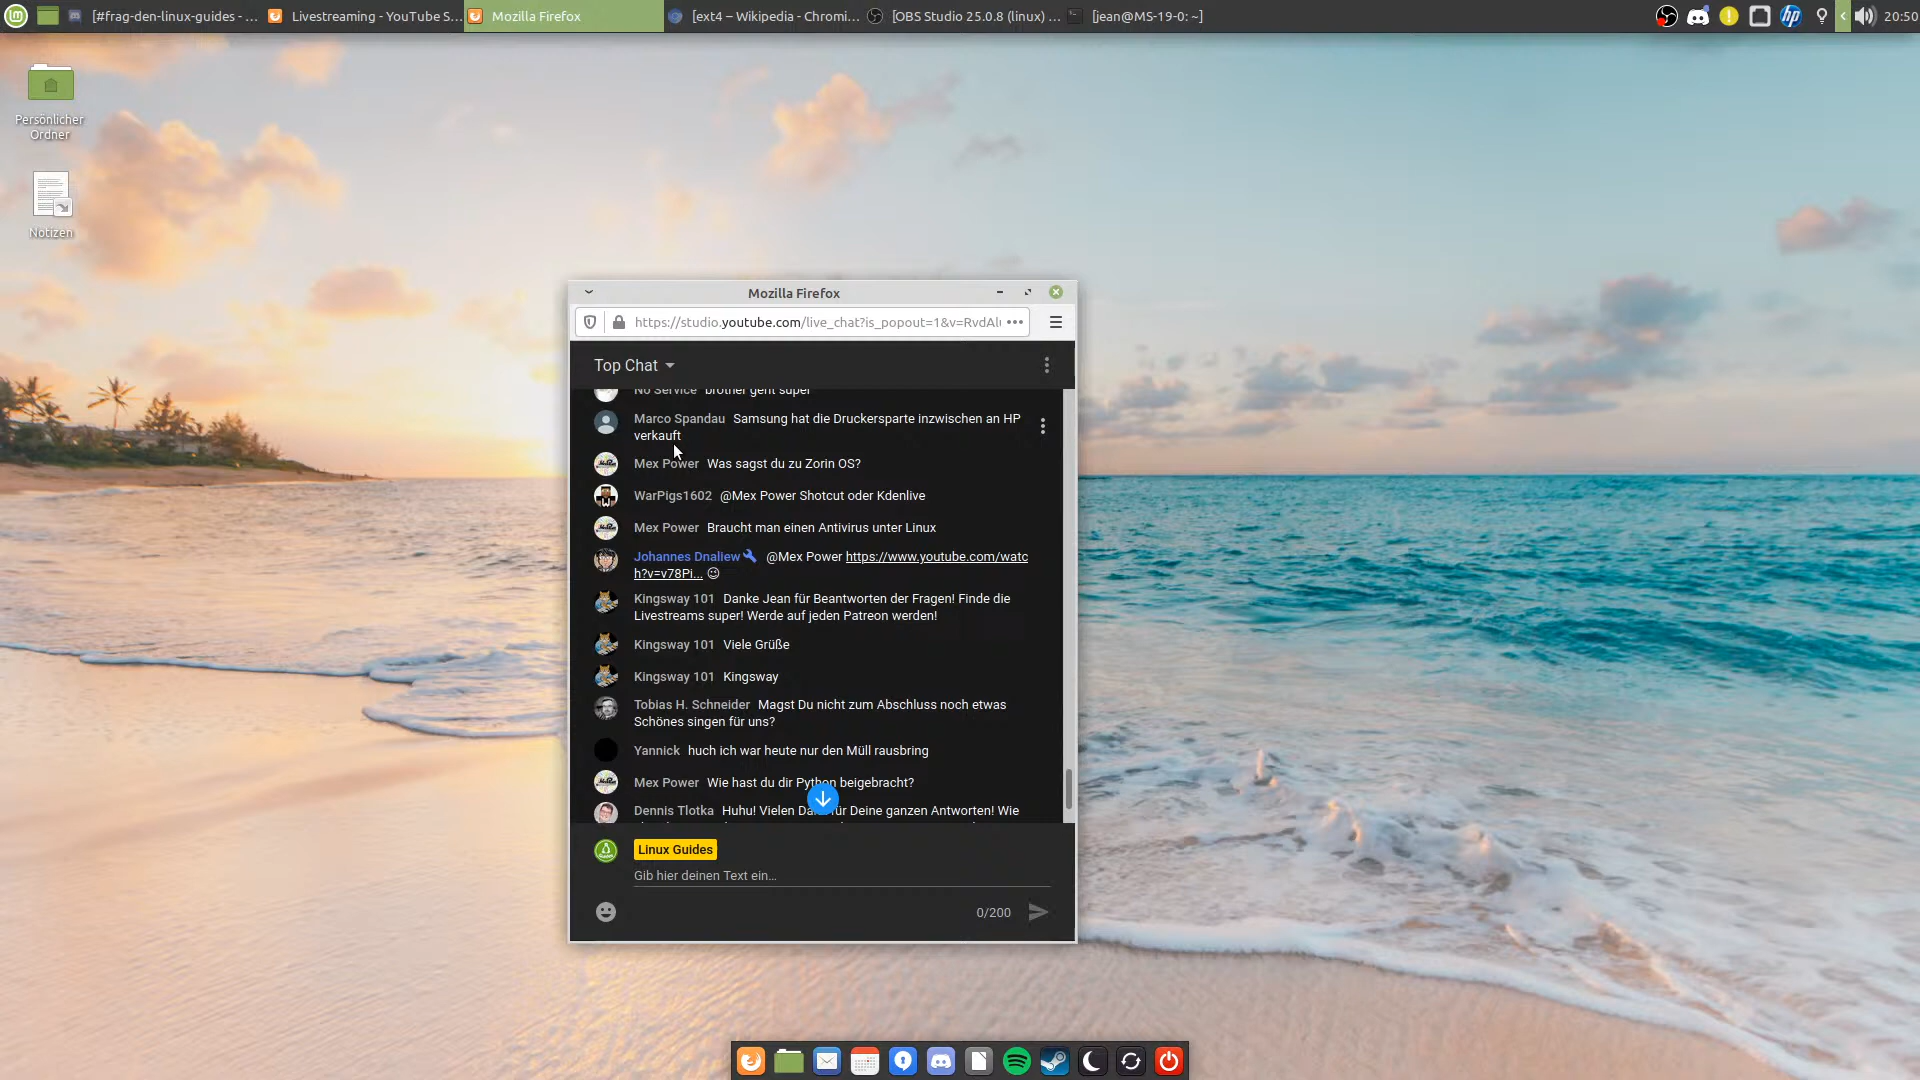 [#frag-den-linux-guides - ...
Livestreaming - YouTube S...
Mozilla Firefox
[ext4 – Wikipedia - Chromi...
[OBS Studio 25.0.8 (linux) ...
[jean@MS-19-0: ~]
20:50
Persönlicher
Ordner
Notizen
Mozilla Firefox
https://studio.youtube.com/live_chat?is_popout=1&v=RvdAl
Top Chat
No Service brother geht super
Marco Spandau Samsung hat die Druckersparte inzwischen an HP
verkauft
Mex Power Was sagst du zu Zorin OS?
WarPigs1602 @Mex Power Shotcut oder Kdenlive
Mex Power Braucht man einen Antivirus unter Linux
Johannes Dnaliew @Mex Power https://www.youtube.com/watc
h?v=v78Pi...
Kingsway 101 Danke Jean für Beantworten der Fragen! Finde die
Livestreams super! Werde auf jeden Patreon werden!
Kingsway 101 Viele Grüße
Kingsway 101 Kingsway
Tobias H. Schneider Magst Du nicht zum Abschluss noch etwas
Schönes singen für uns?
Yannick huch ich war heute nur den Müll rausbring
Mex Power Wie hast du dir Python beigebracht?
Dennis Tlotka Huhu! Vielen für Deine ganzen Antworten! Wie
Linux Guides
Gib hier deinen Text ein...
0/200